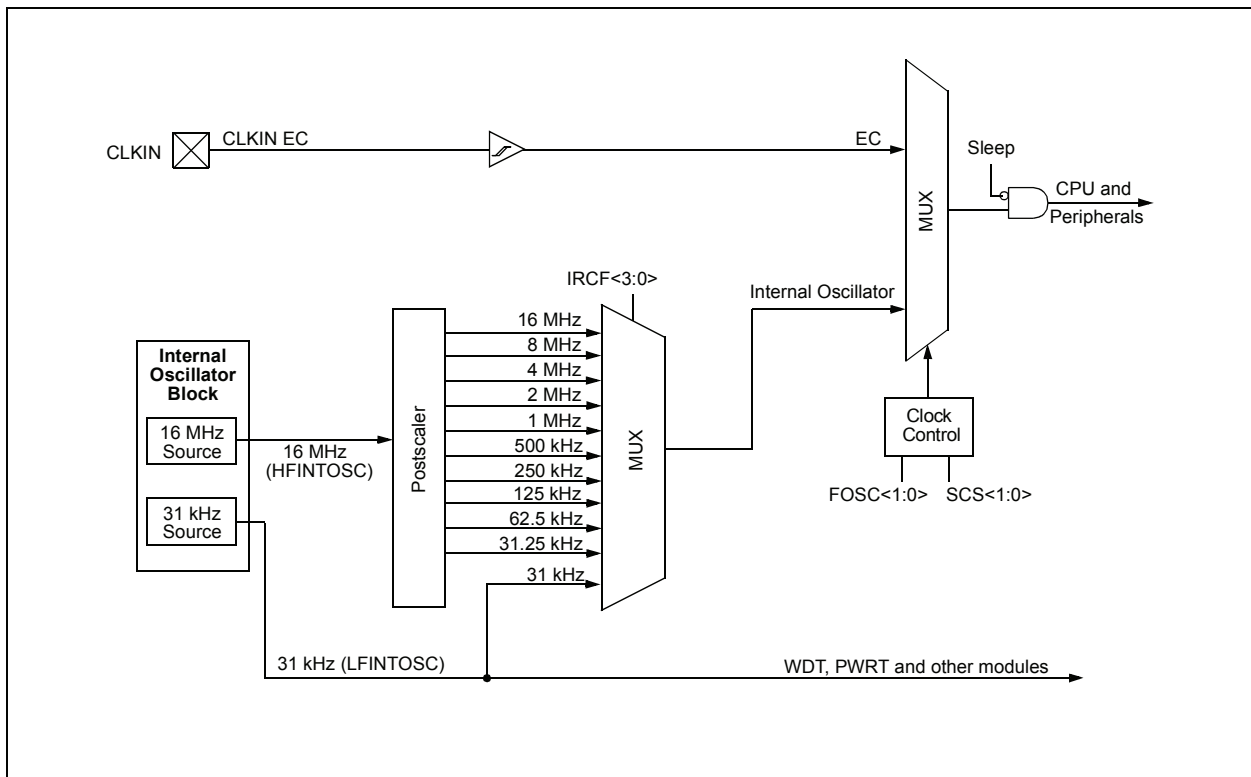 CLKIN
CLKIN EC
EC
MUX
Sleep
CPU and
Peripherals
IRCF<3:0>
Internal Oscillator
Internal
Oscillator
Block
16 MHz
Source
31 kHz
Source
16 MHz
(HFINTOSC)
Postscaler
16 MHz
8 MHz
4 MHz
2 MHz
1 MHz
500 kHz
250 kHz
125 kHz
62.5 kHz
31.25 kHz
31 kHz
MUX
Clock
Control
FOSC<1:0>
SCS<1:0>
31 kHz (LFINTOSC)
WDT, PWRT and other modules